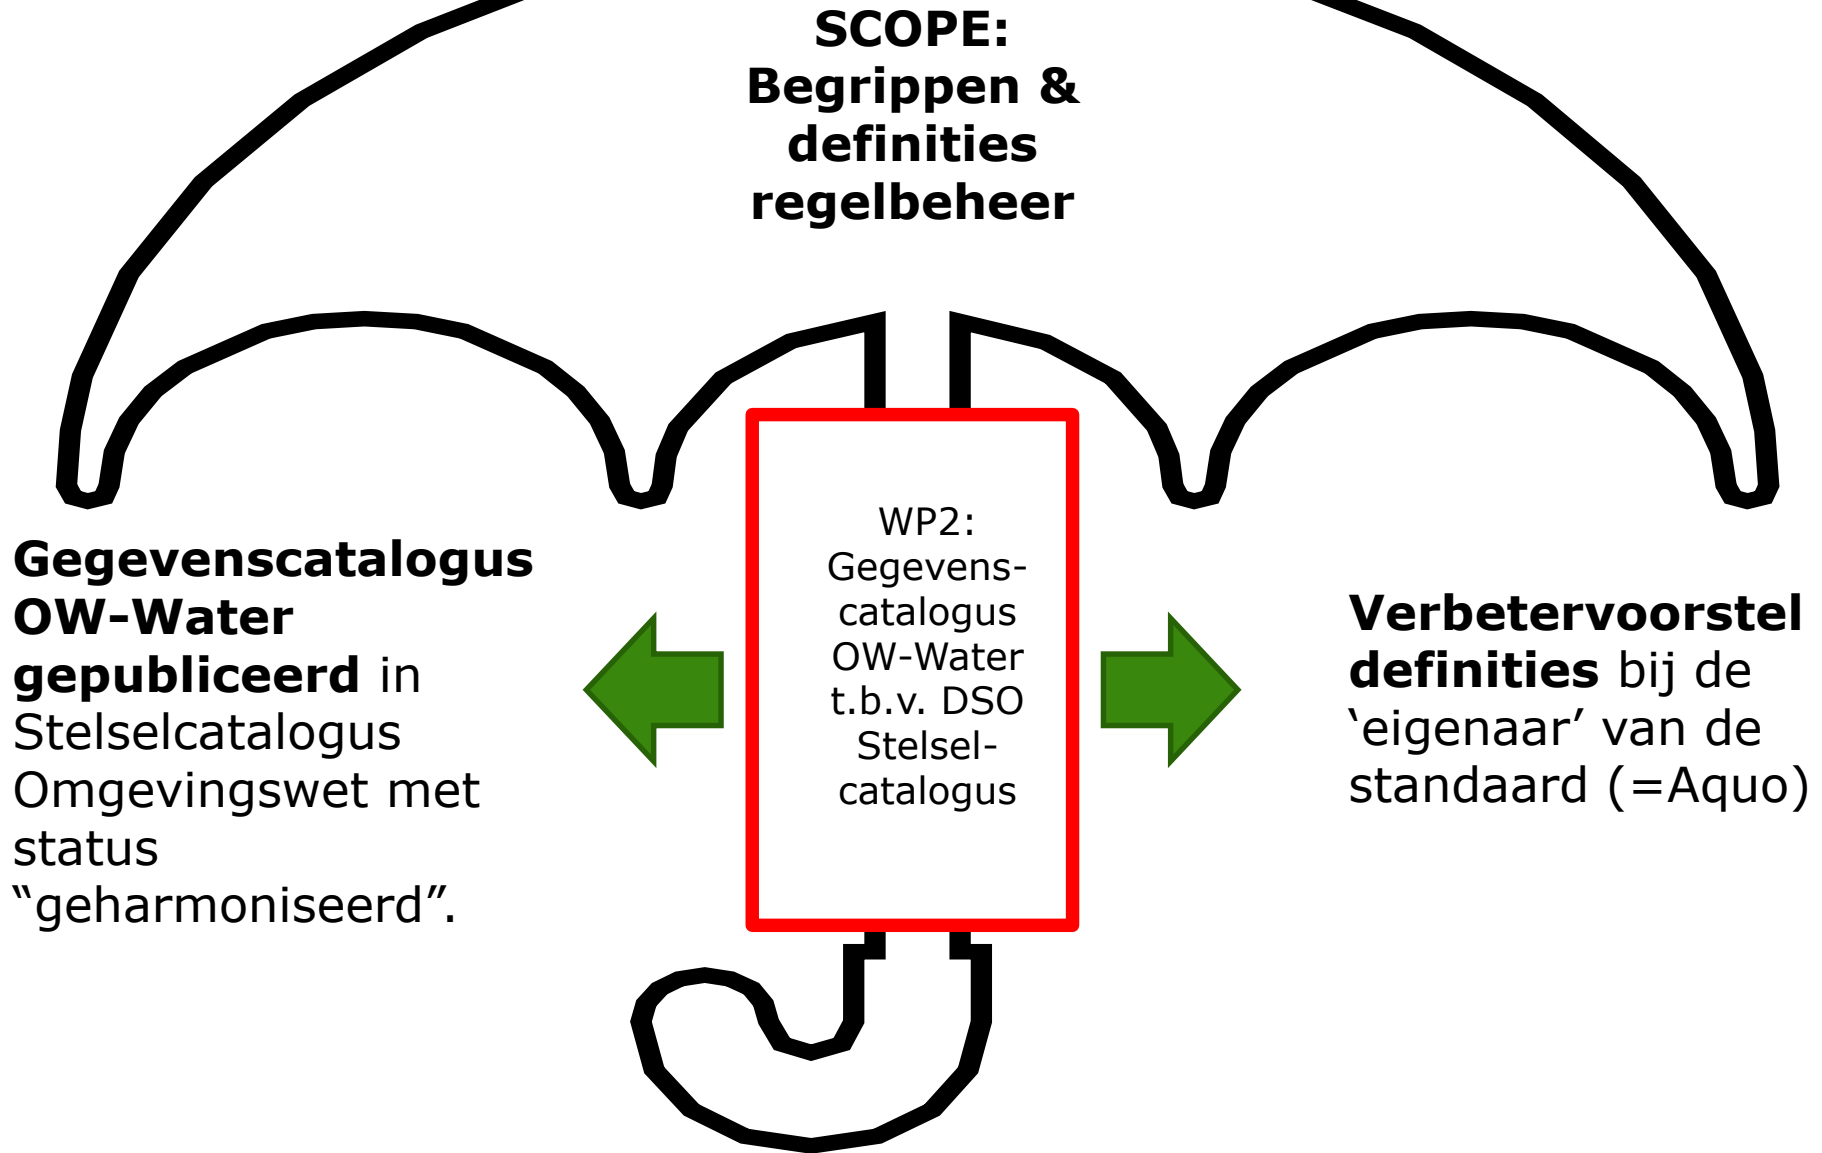 SCOPE:
Begrippen &
definities
regelbeheer
WP2:
Gegevens-
catalogus
OW-Water
t.b.v. DSO
Stelsel-
catalogus
Gegevenscatalogus
OW-Water
gepubliceerd in
Stelselcatalogus
Omgevingswet met
status
“geharmoniseerd”.
Verbetervoorstel
definities bij de
‘eigenaar’ van de
standaard (=Aquo)